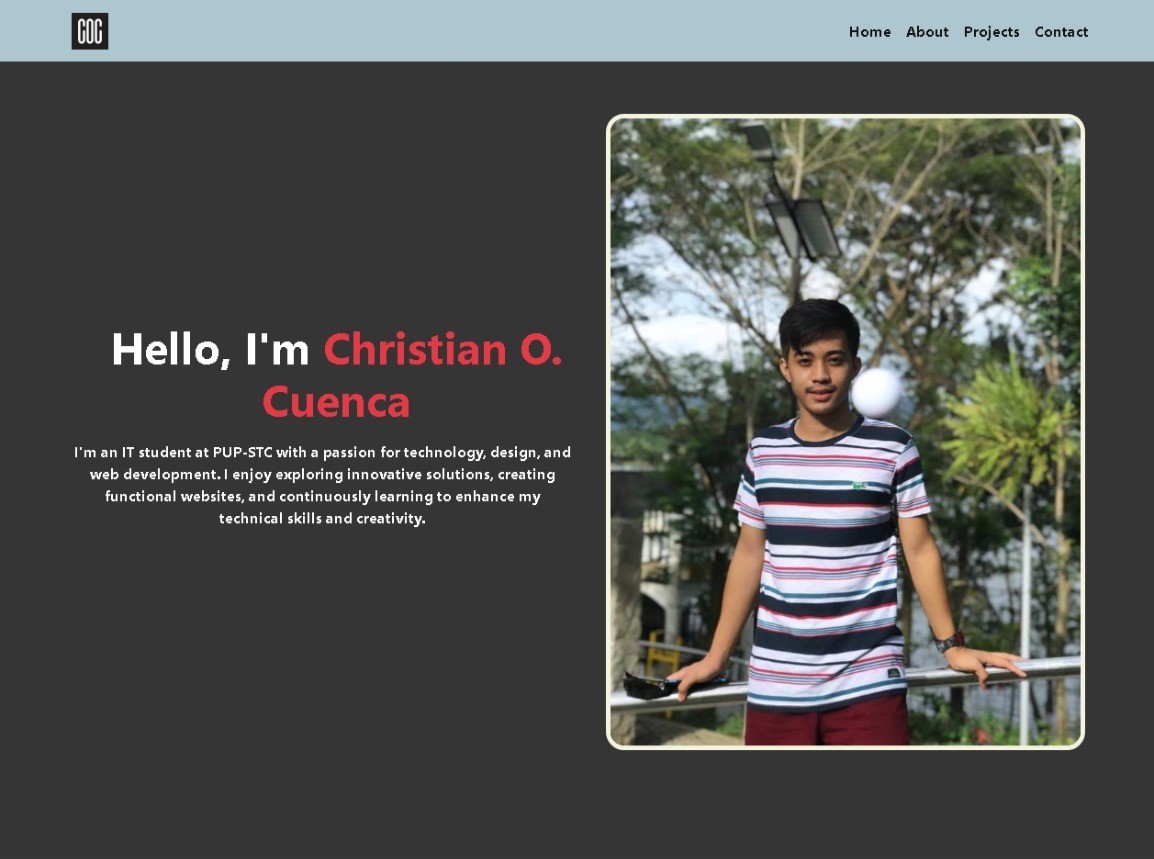 COC
Home About Projects Contact
Hello, I'm Christian O.
Cuenca
I'm an IT student at PUP-STC with a passion for technology, design, and
web development. I enjoy exploring innovative solutions, creating
functional websites, and continuously learning to enhance my
technical skills and creativity.